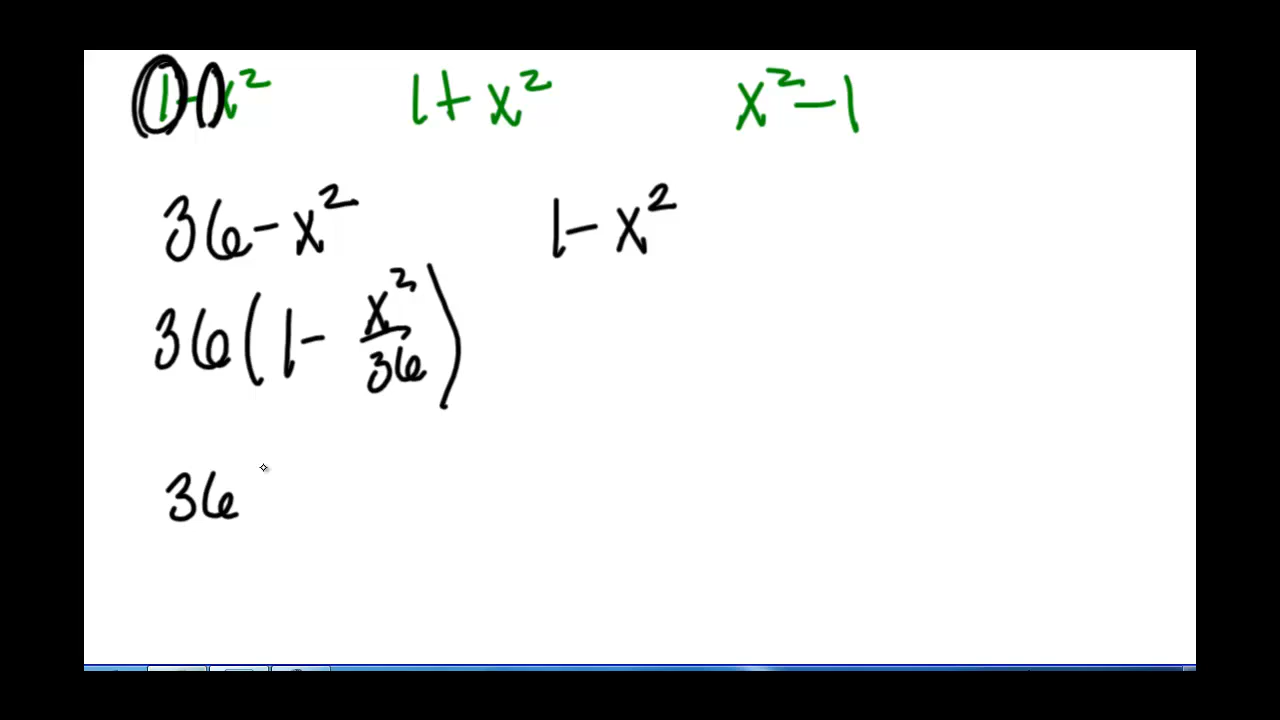 1 - x² 1 + x² x² - 1
36 - x² 1 - x²
36 (1 - x²/36)
36